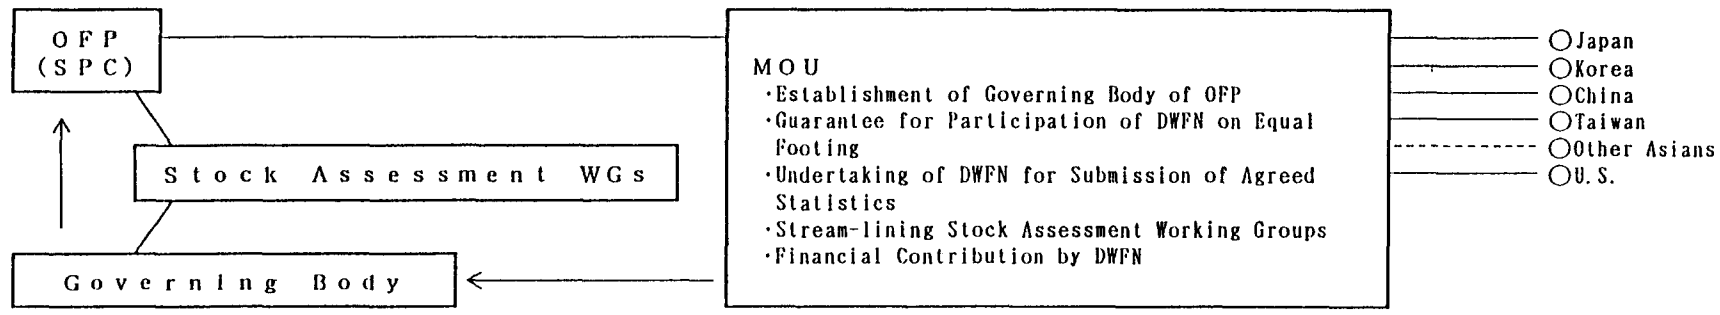 OFP
(SPC)
Stock Assessment WGs
Governing Body
MOU
・Establishment of Governing Body of OFP
・Guarantee for Participation of DWFN on Equal
Footing
・Undertaking of DWFN for Submission of Agreed
Statistics
・Stream-lining Stock Assessment Working Groups
・Financial Contribution by DWFN
○Japan
○Korea
○China
○Taiwan
○Other Asians
○U.S.